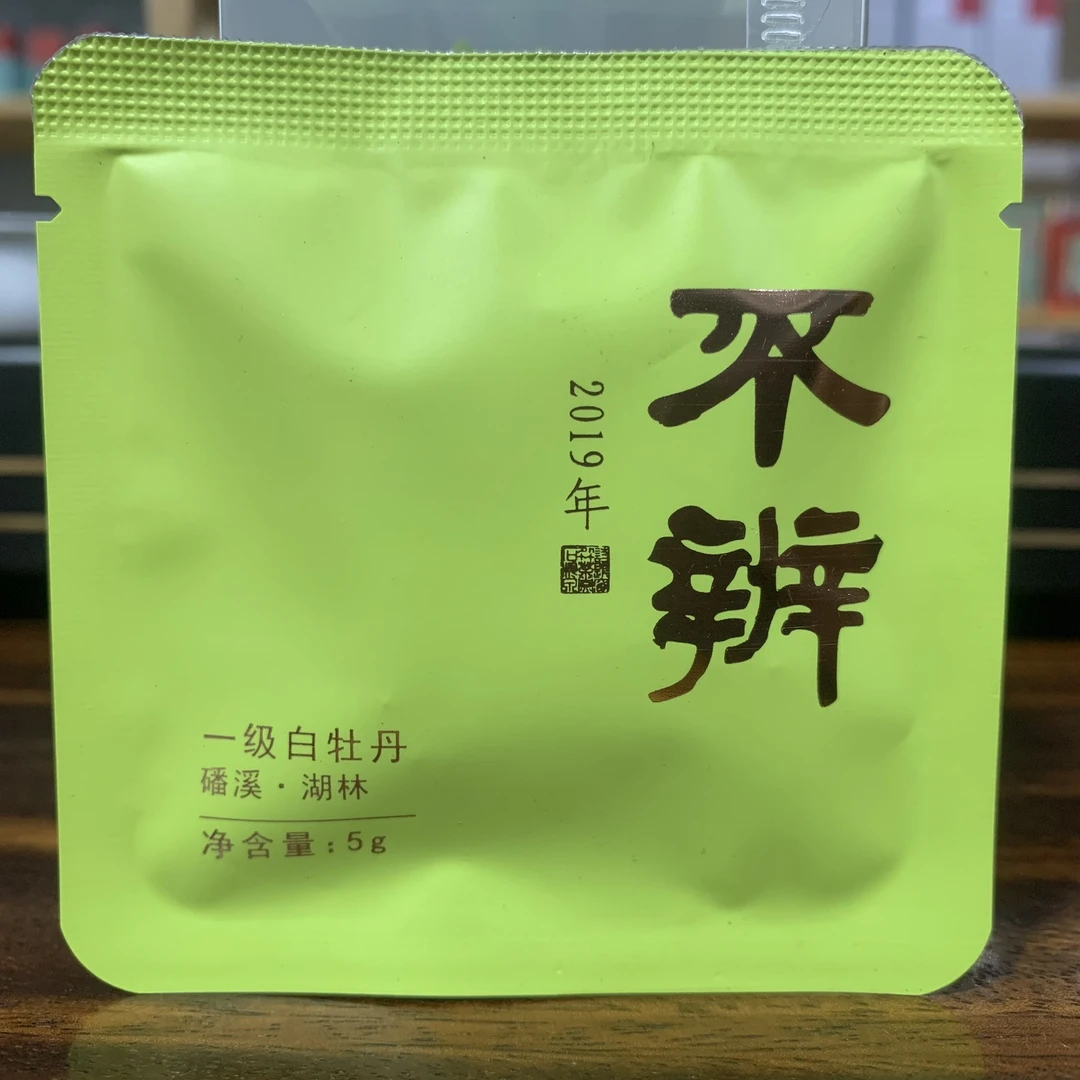 不辨
2019年
一级白牡丹
磻溪·湖林
净含量:5g